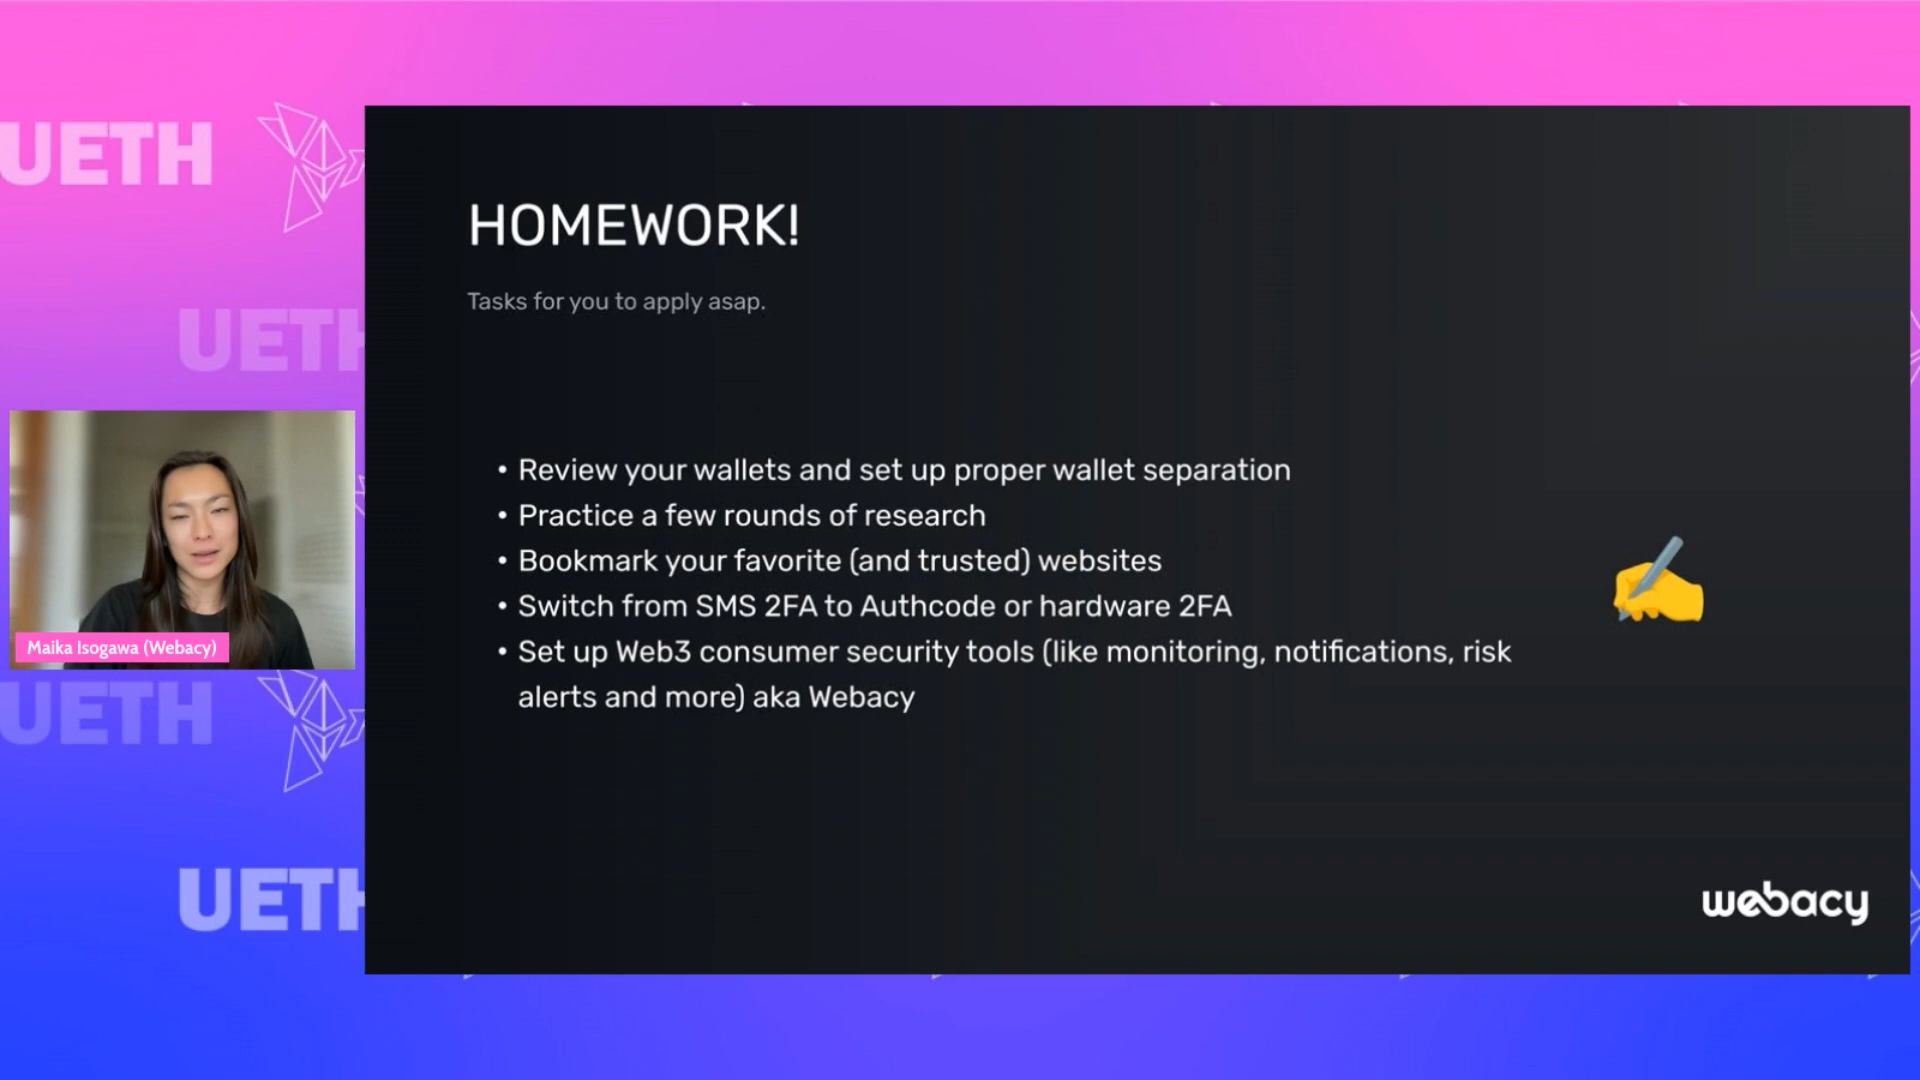 UETH
HOMEWORK!
Tasks for you to apply asap.
UETH
• Review your wallets and set up proper wallet separation
• Practice a few rounds of research
• Bookmark your favorite (and trusted) websites
• Switch from SMS 2FA to Authcode or hardware 2FA
• Set up Web3 consumer security tools (like monitoring, notifications, risk
alerts and more) aka Webacy
Maika Isogawa (Webacy)
UETH
UETH
webacy